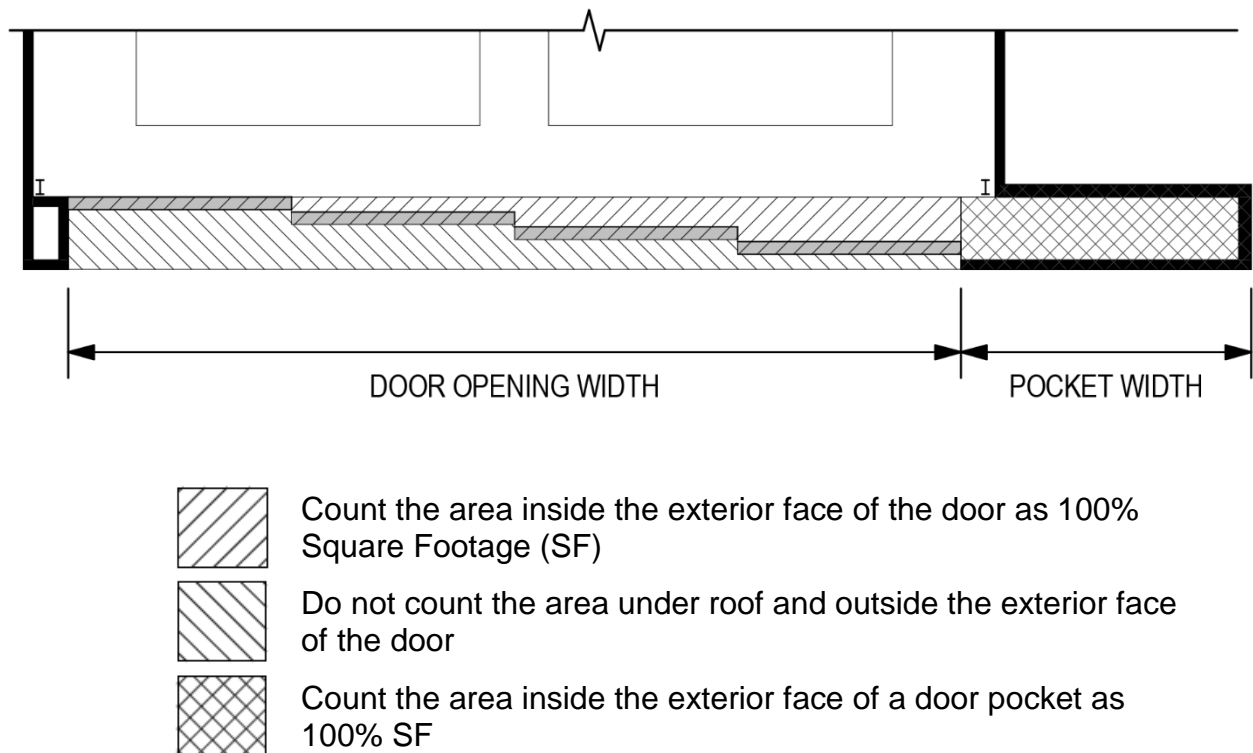 DOOR OPENING WIDTH
POCKET WIDTH
Count the area inside the exterior face of the door as 100%
Square Footage (SF)
Do not count the area under roof and outside the exterior face
of the door
Count the area inside the exterior face of a door pocket as
100% SF